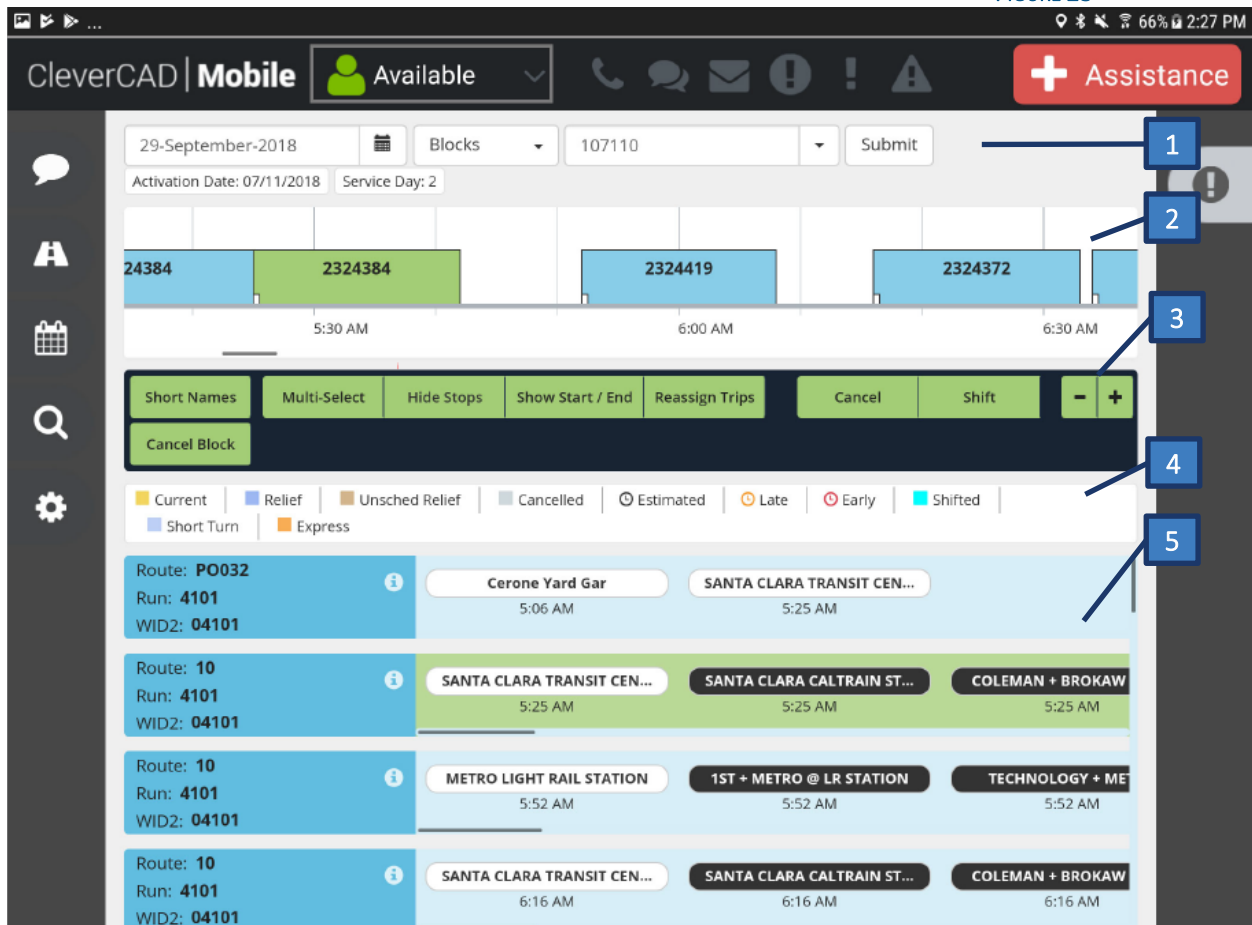 ... 66% 2:27 PM
CleverCAD | Mobile Available ! ! ! + Assistance
29-September-2018 Blocks 107110 Submit 1
Activation Date: 07/11/2018 Service Day: 2
2
24384 2324384 2324419 2324372
5:30 AM 6:00 AM 6:30 AM 3
Short Names Multi-Select Hide Stops Show Start / End Reassign Trips Cancel Shift - +
Cancel Block
4
Current Relief Unsched Relief Cancelled Estimated Late Early Shifted
Short Turn Express
5
Route: PO032
Run: 4101
WID2: 04101
Cerone Yard Gar SANTA CLARA TRANSIT CEN...
5:06 AM 5:25 AM
Route: 10
Run: 4101
WID2: 04101
SANTA CLARA TRANSIT CEN... SANTA CLARA CALTRAIN ST... COLEMAN + BROKAW
5:25 AM 5:25 AM 5:25 AM
Route: 10
Run: 4101
WID2: 04101
METRO LIGHT RAIL STATION 1ST + METRO @ LR STATION TECHNOLOGY + MET
5:52 AM 5:52 AM 5:52 AM
Route: 10
Run: 4101
WID2: 04101
SANTA CLARA TRANSIT CEN... SANTA CLARA CALTRAIN ST... COLEMAN + BROKAW
6:16 AM 6:16 AM 6:16 AM